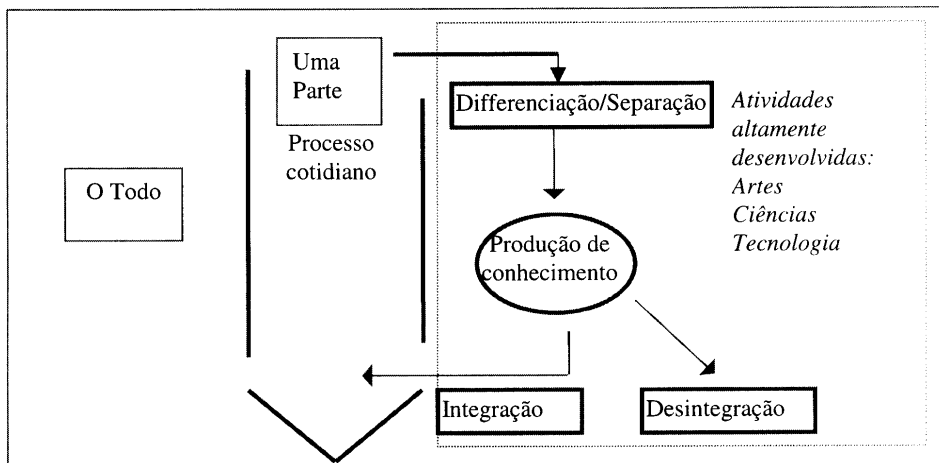 Uma
Parte
Processo
cotidiano
O Todo
Differenciação/Separação
Produção de
conhecimento
Integração
Desintegração
Atividades
altamente
desenvolvidas:
Artes
Ciências
Tecnologia